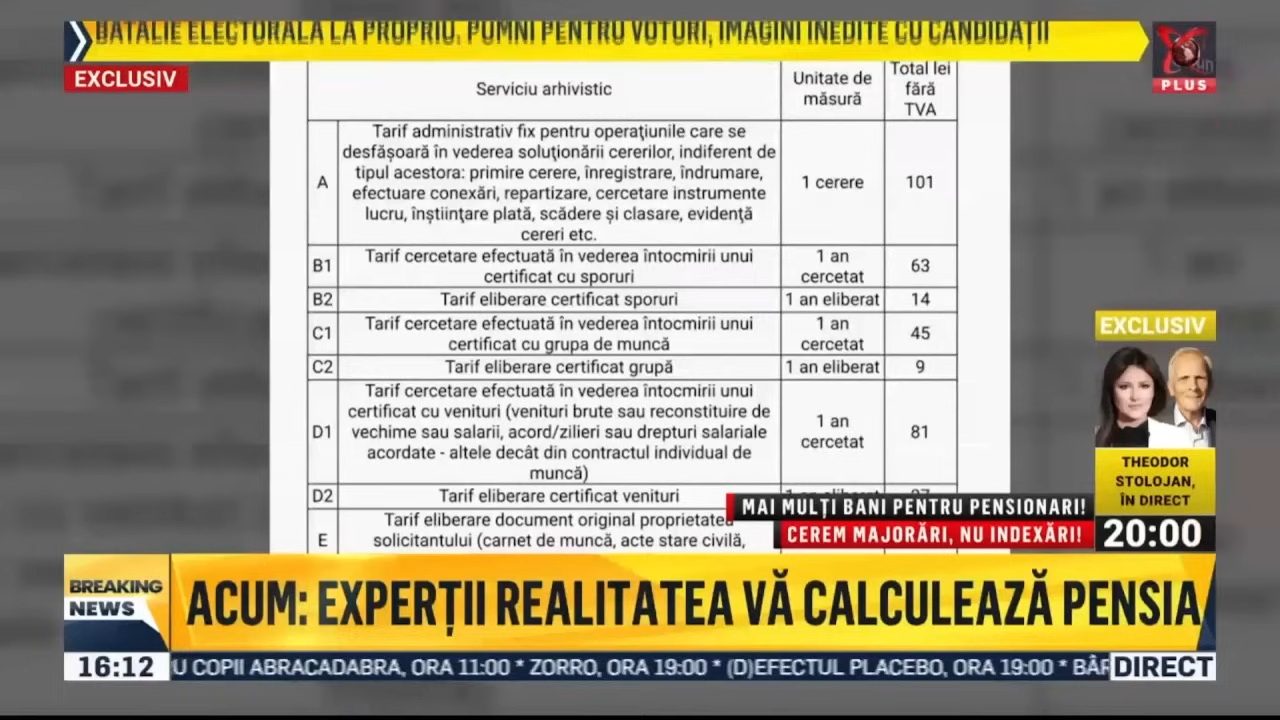 BĂTĂLIE ELECTORALĂ LA PROPRIU. PUMNI PENTRU VOTURI, IMAGINI INEDITE CU CANDIDAȚII
EXCLUSIV
PLUS
Serviciu arhivistic
Unitate de
măsură
Total lei
fără
TVA
A
Tarif administrativ fix pentru operaţiunile care se
desfășoară în vederea soluţionării cererilor, indiferent de
tipul acestora: primire cerere, înregistrare, îndrumare,
efectuare conexări, repartizare, cercetare instrumente
lucru, înștiinţare plată, scădere și clasare, evidenţă
cereri etc.
1 cerere
101
B1
Tarif cercetare efectuată în vederea întocmirii unui
certificat cu sporuri
1 an
cercetat
63
B2
Tarif eliberare certificat sporuri
1 an eliberat
14
C1
Tarif cercetare efectuată în vederea întocmirii unui
certificat cu grupa de muncă
1 an
cercetat
45
C2
Tarif eliberare certificat grupă
1 an eliberat
9
D1
Tarif cercetare efectuată în vederea întocmirii unui
certificat cu venituri (venituri brute sau reconstituire de
vechime sau salarii, acord/zilieri sau drepturi salariale
acordate - altele decât din contractul individual de
muncă)
1 an
cercetat
81
D2
Tarif eliberare certificat venituri
E
Tarif eliberare document original proprietatea
solicitantului (carnet de muncă, acte stare civilă,
EXCLUSIV
THEODOR
STOLOJAN,
ÎN DIRECT
20:00
MAI MULȚI BANI PENTRU PENSIONARI!
CEREM MAJORĂRI, NU INDEXĂRI!
BREAKING
NEWS
ACUM: EXPERȚII REALITATEA VĂ CALCULEAZĂ PENSIA
16:12
U COPII ABRACADABRA, ORA 11:00 * ZORRO, ORA 19:00 * (D)EFECTUL PLACEBO, ORA 19:00 * BÂR
DIRECT